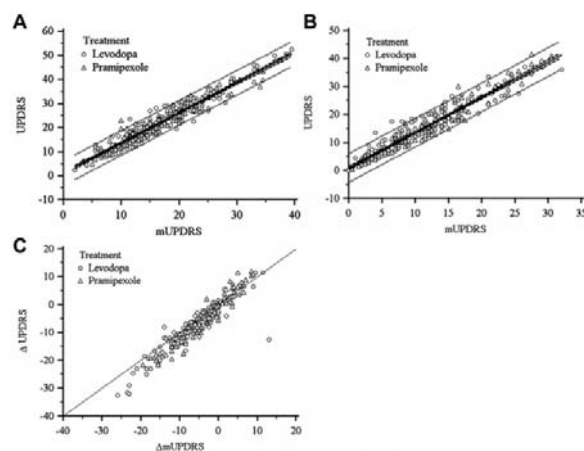 A
Treatment
Levodopa
Pramipexole
UPDRS
60
50
40
30
20
10
0
-10
0
10
20
30
40
mUPDRS
B
Treatment
Levodopa
Pramipexole
UPDRS
50
40
30
20
10
0
-10
0
5
10
15
20
25
30
35
mUPDRS
C
Treatment
Levodopa
Pramipexole
Δ UPDRS
20
10
0
-10
-20
-30
-40
-40
-30
-20
-10
0
10
20
ΔmUPDRS